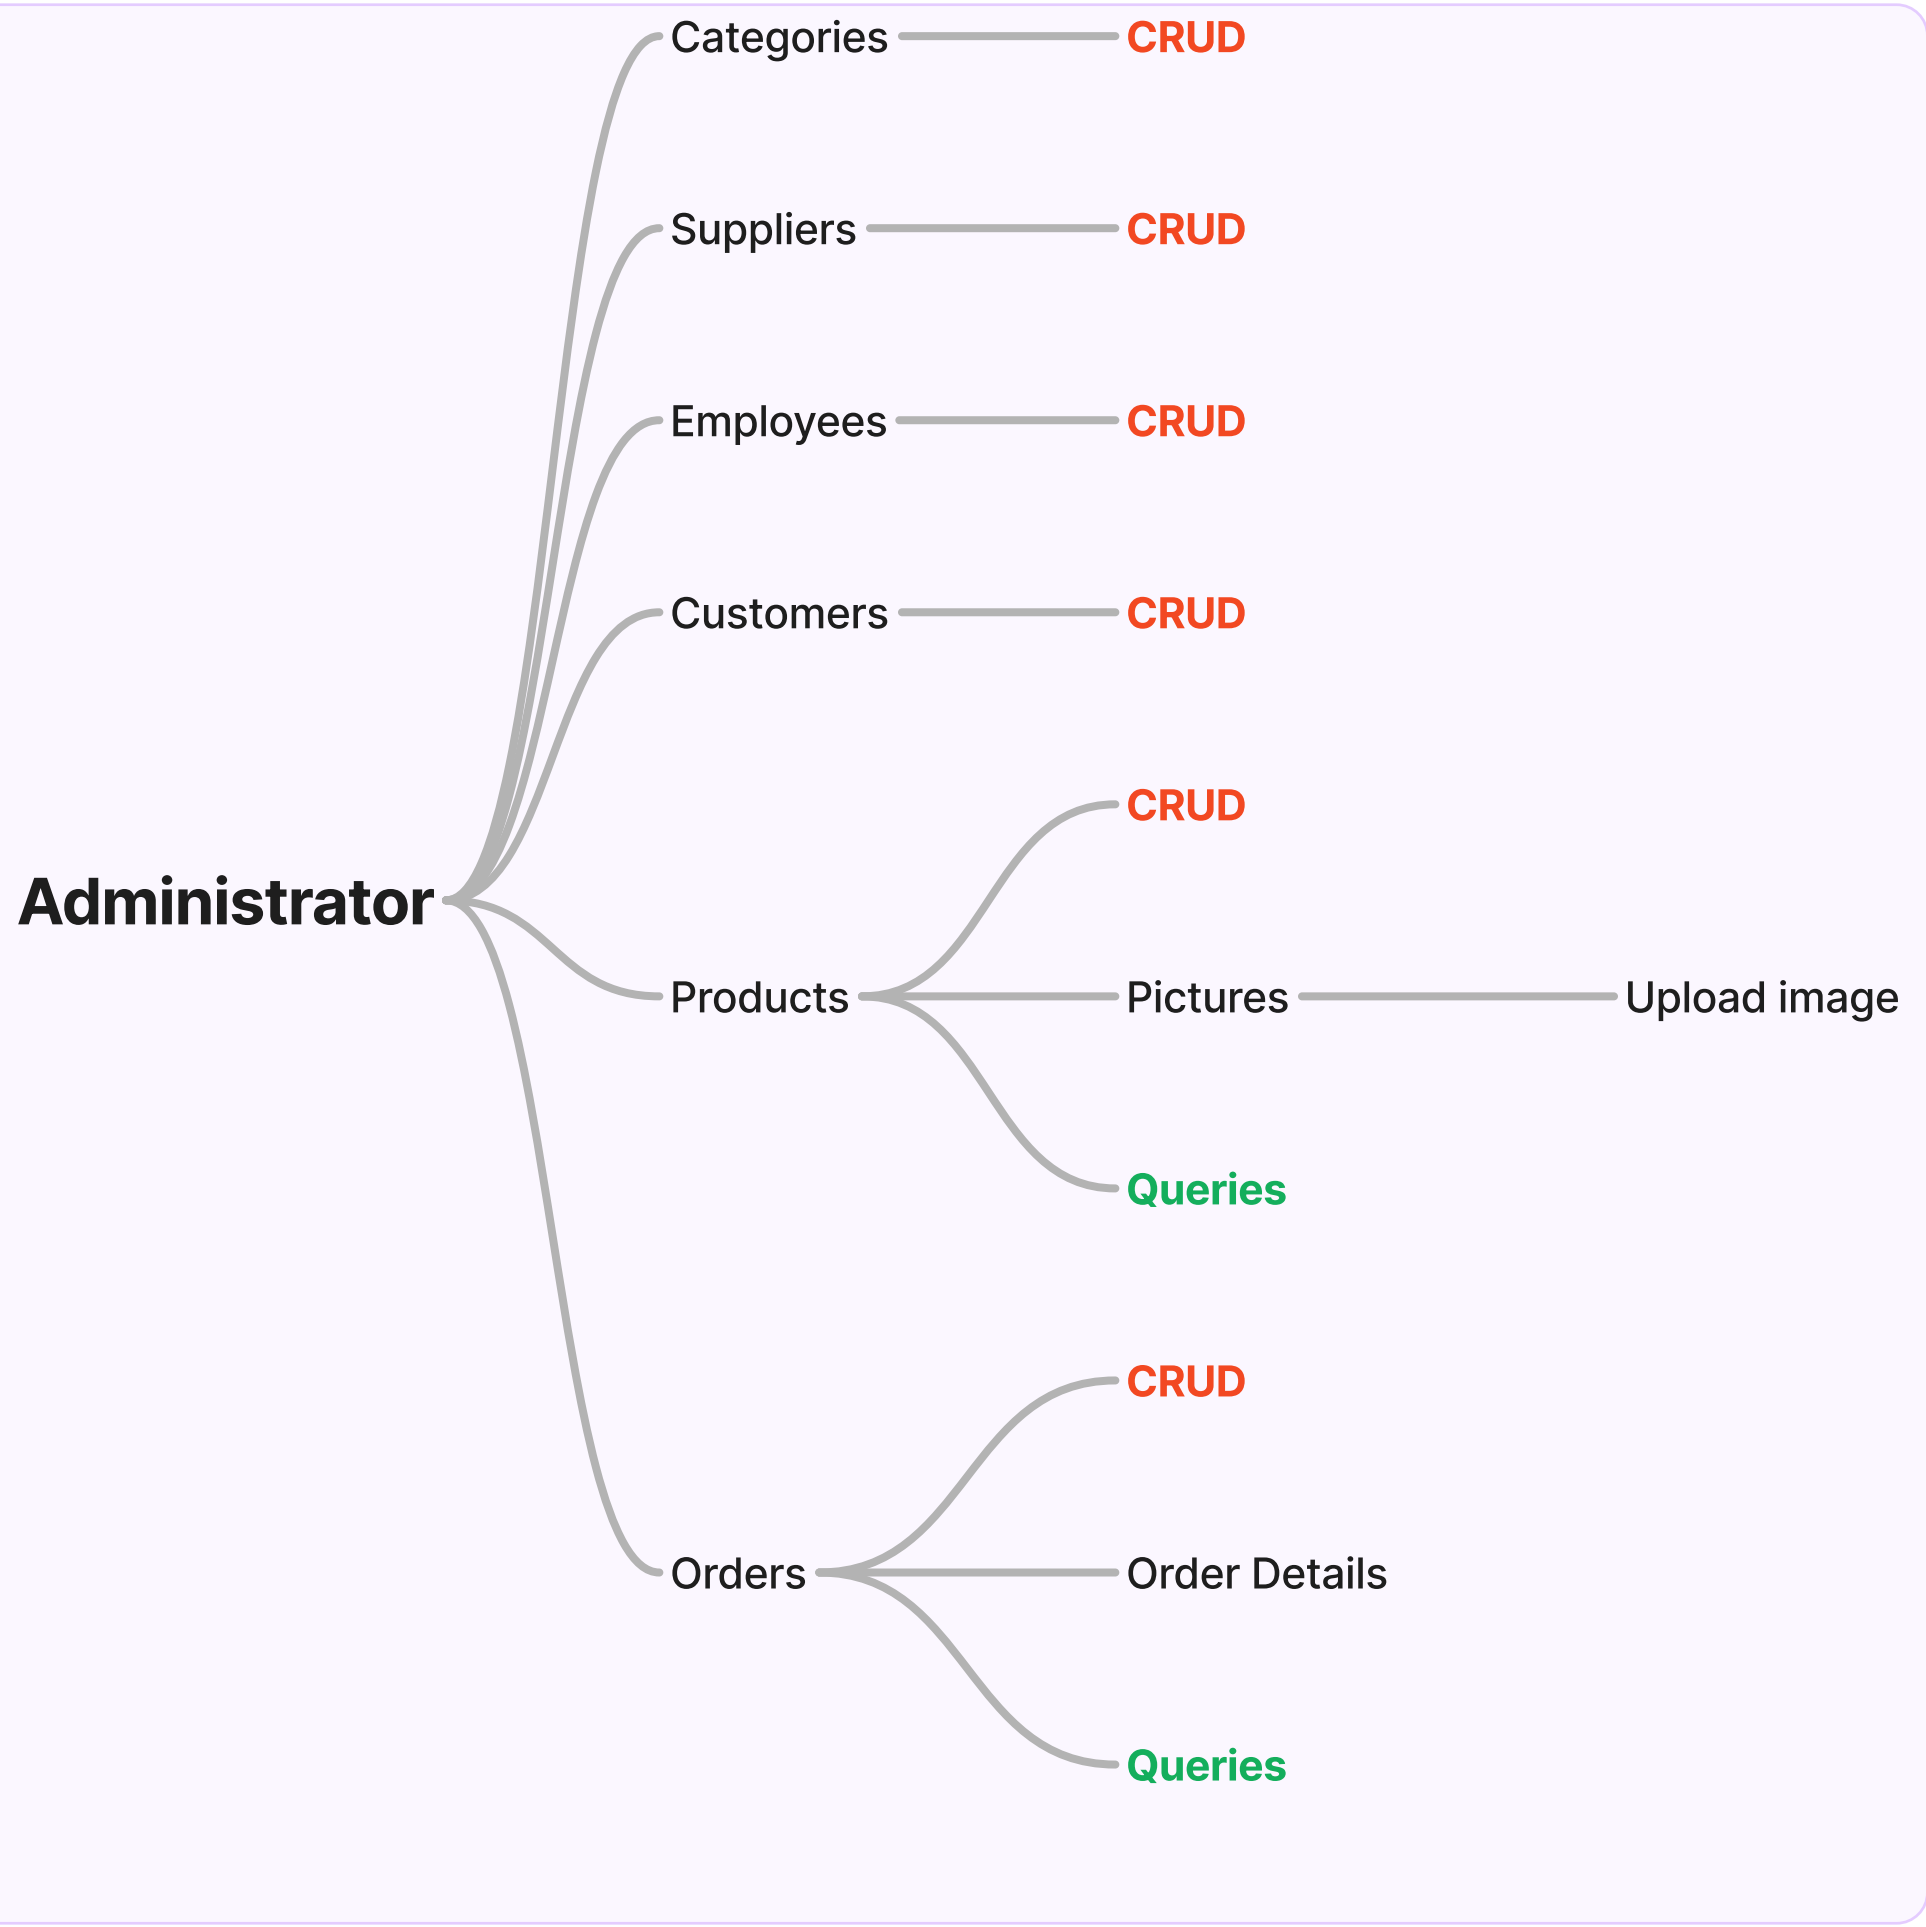 Categories CRUD
Suppliers CRUD
Employees CRUD
Customers CRUD
CRUD
Administrator
Products Pictures Upload image
Queries
CRUD
Orders Order Details
Queries